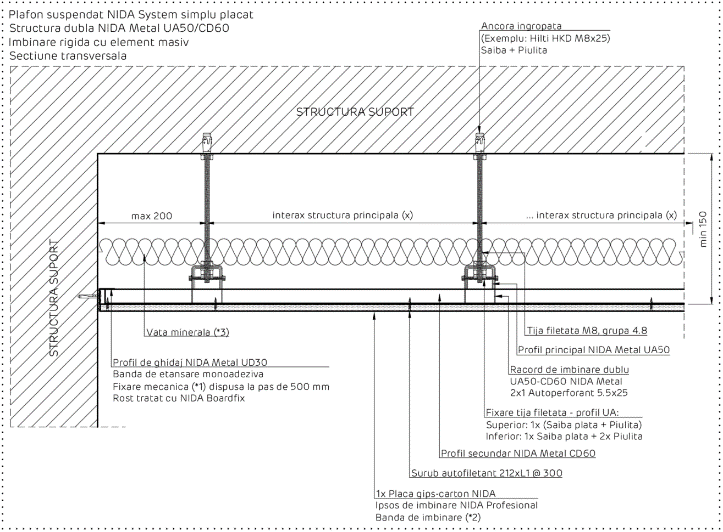 Plafon suspendat NIDA System simplu placat
Structura dubla NIDA Metal UA50/CD60
Imbinare rigida cu element masiv
Sectiune transversala
Ancora ingropata
(Exemplu: Hilti HKD M8x25)
Saiba + Piulita
STRUCTURA SUPORT
max 200
interax structura principala (x)
... interax structura principala (x)
min 150
STRUCTURA SUPORT
Vata minerala (*3)
Tija filetata M8, grupa 4.8
Profil principal NIDA Metal UA50
Profil de ghidaj NIDA Metal UD30
Banda de etansare monoadeziva
Fixare mecanica (*1) dispusa la pas de 500 mm
Rost tratat cu NIDA Boardfix
Racord de imbinare dublu
UA50-CD60 NIDA Metal
2x1 Autoperforant 5.5x25
Fixare tija filetata - profil UA:
Superior: 1x (Saiba plata + Piulita)
Inferior: 1x Saiba plata + 2x Piulita
Profil secundar NIDA Metal CD60
Surub autofiletant 212xL1 @ 300
1x Placa gips-carton NIDA
Ipsos de imbinare NIDA Profesional
Banda de imbinare (*2)